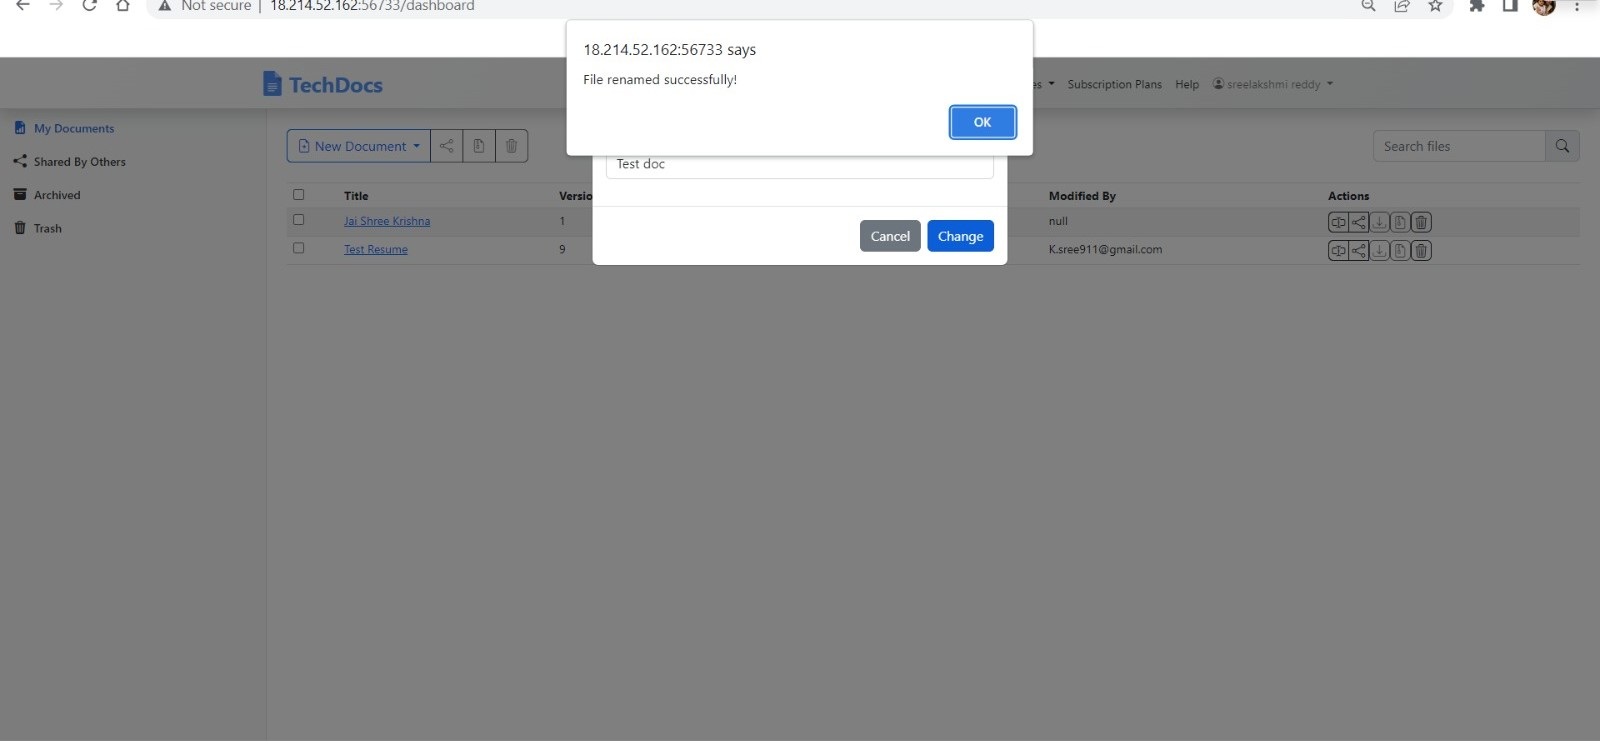 Not secure | 18.214.52.162:56733/dashboard
18.214.52.162:56733 says
File renamed successfully!
OK
TechDocs
Subscription Plans Help sreelakshmi reddy
My Documents
Shared By Others
Archived
Trash
New Document
Search files
Test doc
Cancel Change
Title Modified By Actions
Jai Shree Krishna 1 null
Test Resume 9 K.sree911@gmail.com